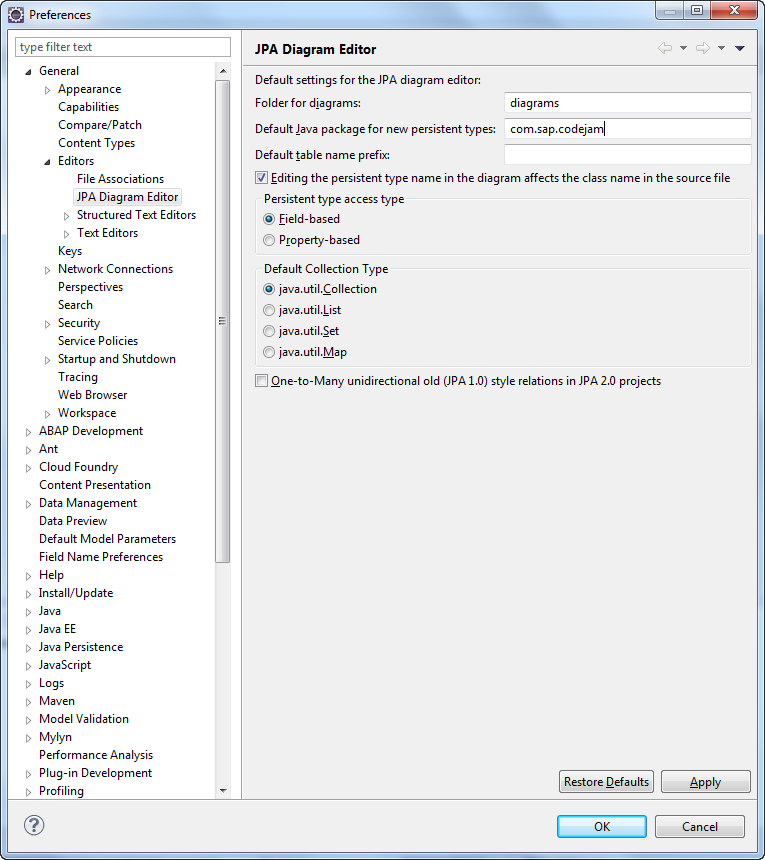 Preferences
type filter text
General
Appearance
Capabilities
Compare/Patch
Content Types
Editors
File Associations
JPA Diagram Editor
Structured Text Editors
Text Editors
Keys
Network Connections
Perspectives
Search
Security
Service Policies
Startup and Shutdown
Tracing
Web Browser
Workspace
ABAP Development
Ant
Cloud Foundry
Content Presentation
Data Management
Data Preview
Default Model Parameters
Field Name Preferences
Help
Install/Update
Java
Java EE
Java Persistence
JavaScript
Logs
Maven
Model Validation
Mylyn
Performance Analysis
Plug-in Development
Profiling
JPA Diagram Editor
Default settings for the JPA diagram editor:
Folder for diagrams: diagrams
Default Java package for new persistent types: com.sap.codejam
Default table name prefix:
Editing the persistent type name in the diagram affects the class name in the source file
Persistent type access type
Field-based
Property-based
Default Collection Type
java.util.Collection
java.util.List
java.util.Set
java.util.Map
One-to-Many unidirectional old (JPA 1.0) style relations in JPA 2.0 projects
Restore Defaults Apply
OK Cancel